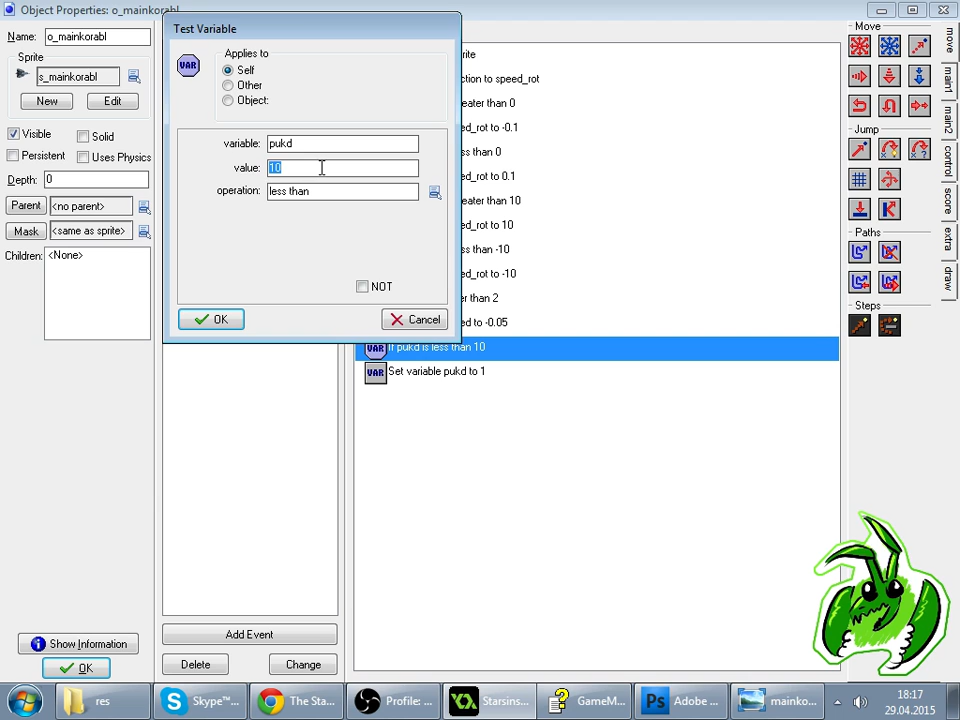 Object Properties: o_mainkorabl
Name: o_mainkorabl
Sprite
s_mainkorabl
New Edit
Visible Solid
Persistent Uses Physics
Depth: 0
Parent <no parent>
Mask <same as sprite>
Children: <None>
Show Information
OK
Test Variable
VAR
Applies to
Self
Other
Object:
variable: pukd
value: 10
operation: less than
NOT
OK Cancel
Add Event
Delete Change
ction to speed_rot
eater than 0
ed_rot to -0.1
ss than 0
ed_rot to 0.1
eater than 10
ed_rot to 10
ss than -10
ed_rot to -10
er than 2
ed to -0.05
VAR If pukd is less than 10
VAR Set variable pukd to 1
Move
Jump
Paths
Steps
move
main1
main2
control
score
extra
draw
res
Skype™...
The Sta...
Profile: ...
Starsins...
GameM...
Ps Adobe ...
mainko...
18:17
29.04.2015